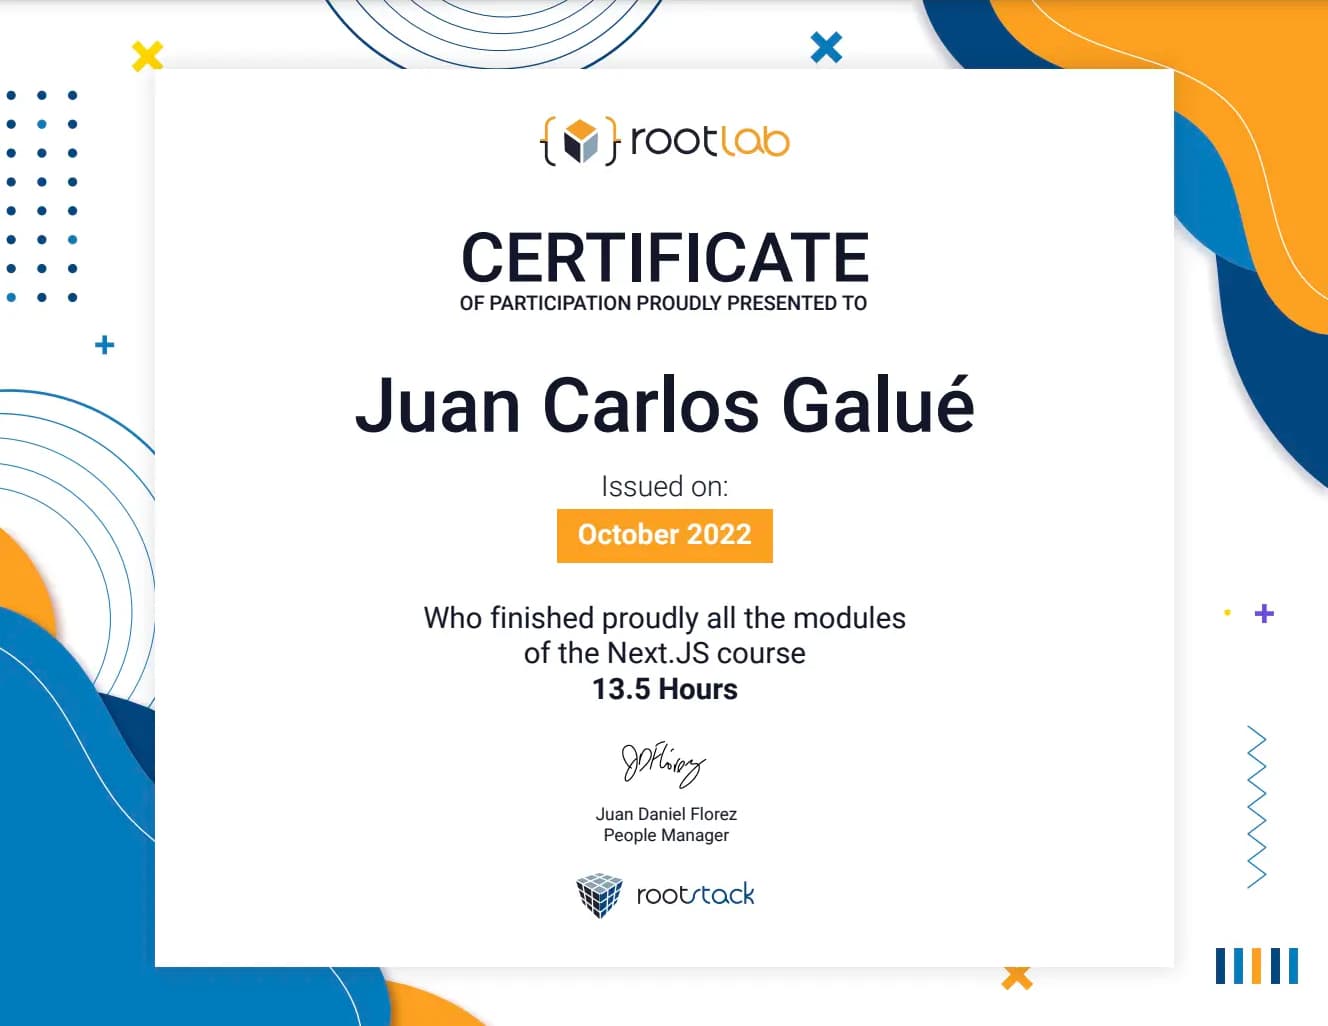 rootlab
CERTIFICATE
OF PARTICIPATION PROUDLY PRESENTED TO
Juan Carlos Galué
Issued on:
October 2022
Who finished proudly all the modules
of the Next.JS course
13.5 Hours
JDFlórez
Juan Daniel Florez
People Manager
rootstack